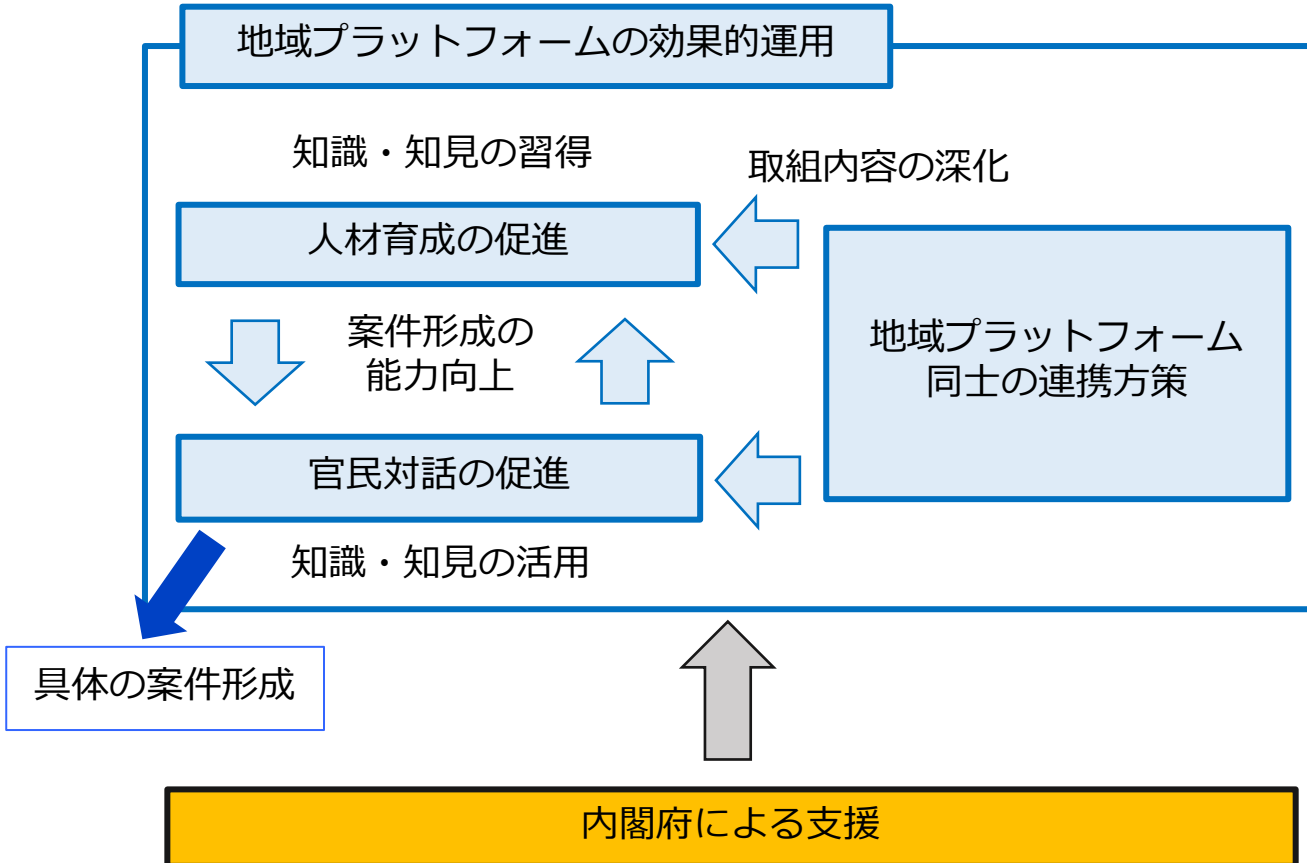 地域プラットフォームの効果的運用
知識・知見の習得
取組内容の深化
人材育成の促進
案件形成の
能力向上
地域プラットフォーム
同士の連携方策
官民対話の促進
知識・知見の活用
具体の案件形成
内閣府による支援